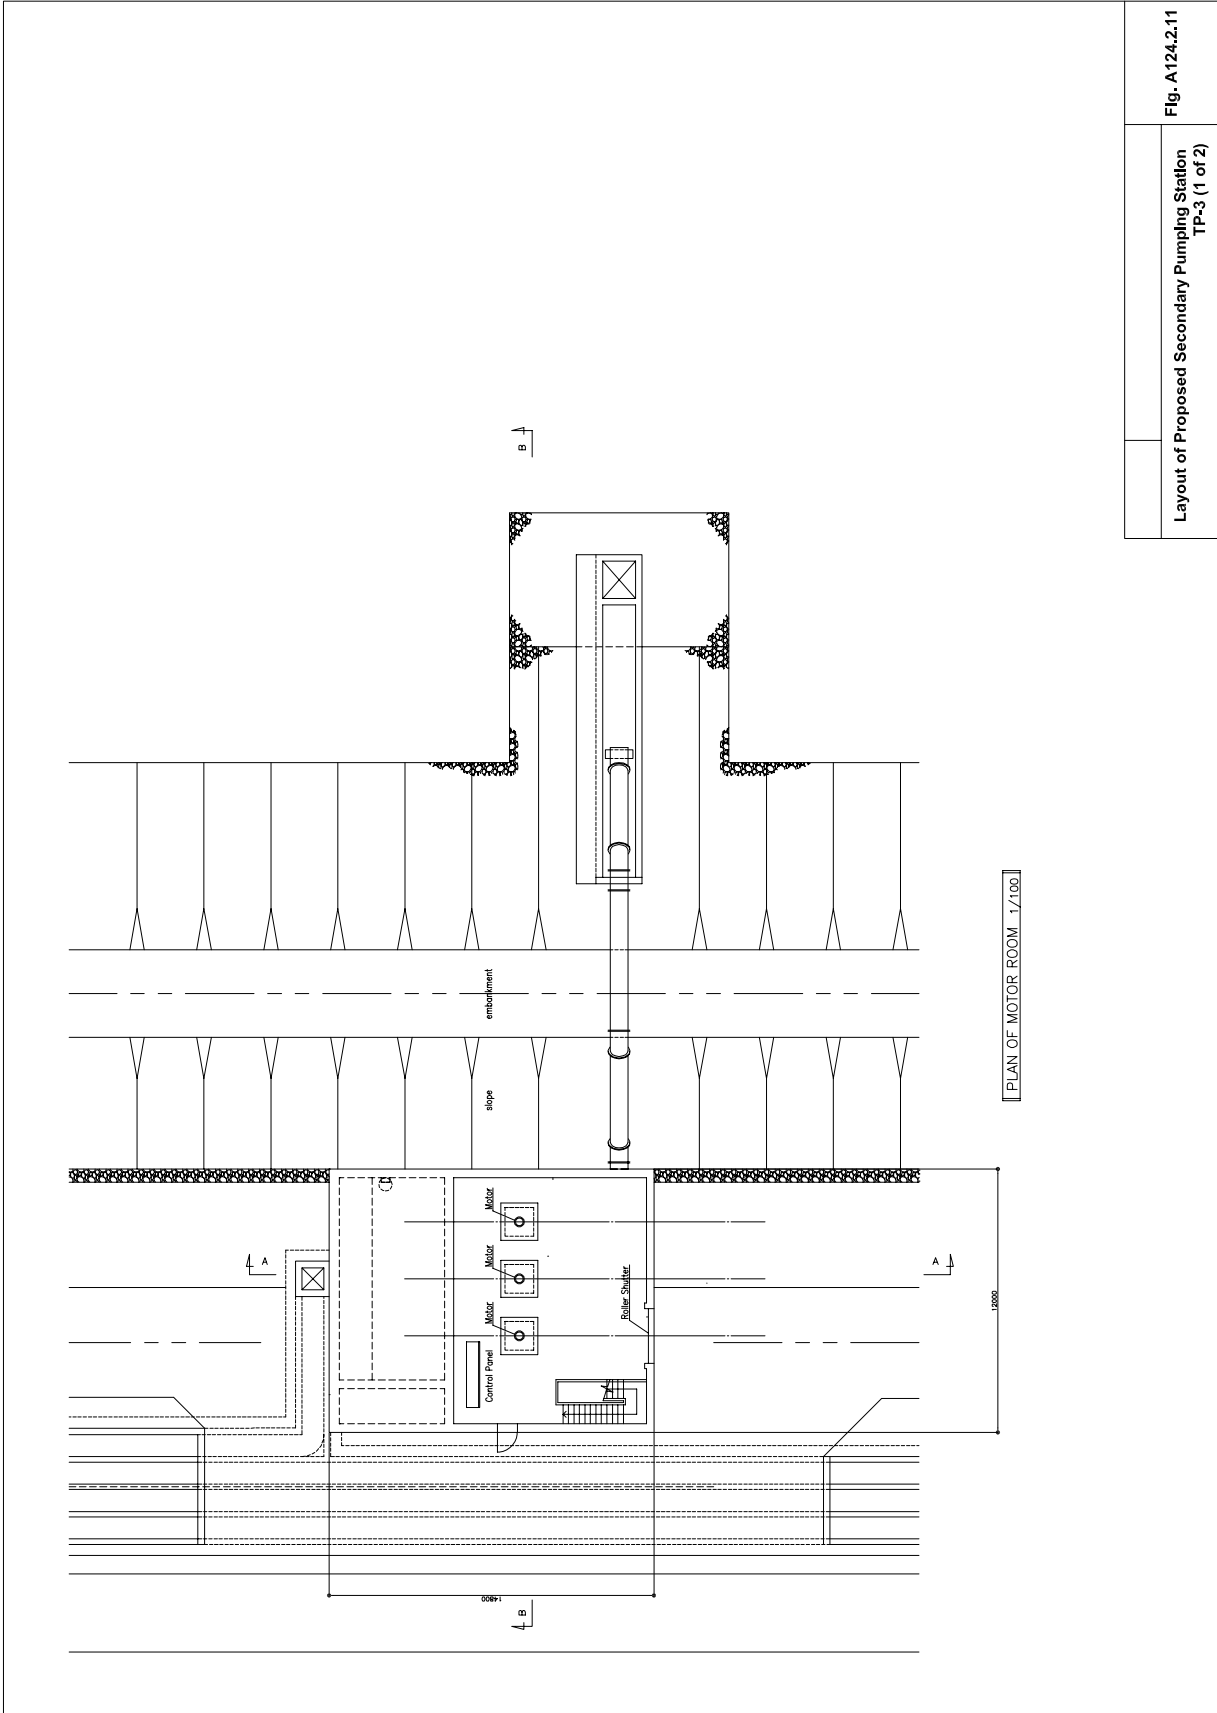 Fig. A124.2.11
Layout of Proposed Secondary Pumping Station
TP-3 (1 of 2)
B
embankment
slope
PLAN OF MOTOR ROOM 1/100
Motor
Motor
Motor
A
A
Roller Shutter
Control Panel
12000
14800
B